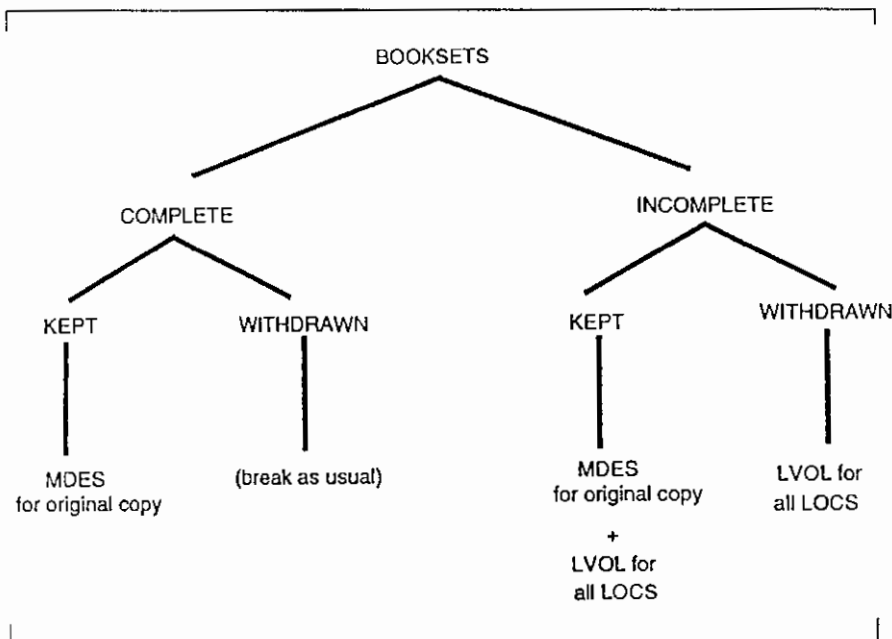 BOOKSETS
COMPLETE
INCOMPLETE
KEPT
WITHDRAWN
KEPT
WITHDRAWN
MDES
for original copy
(break as usual)
MDES
for original copy
+
LVOL for
all LOCS
LVOL for
all LOCS